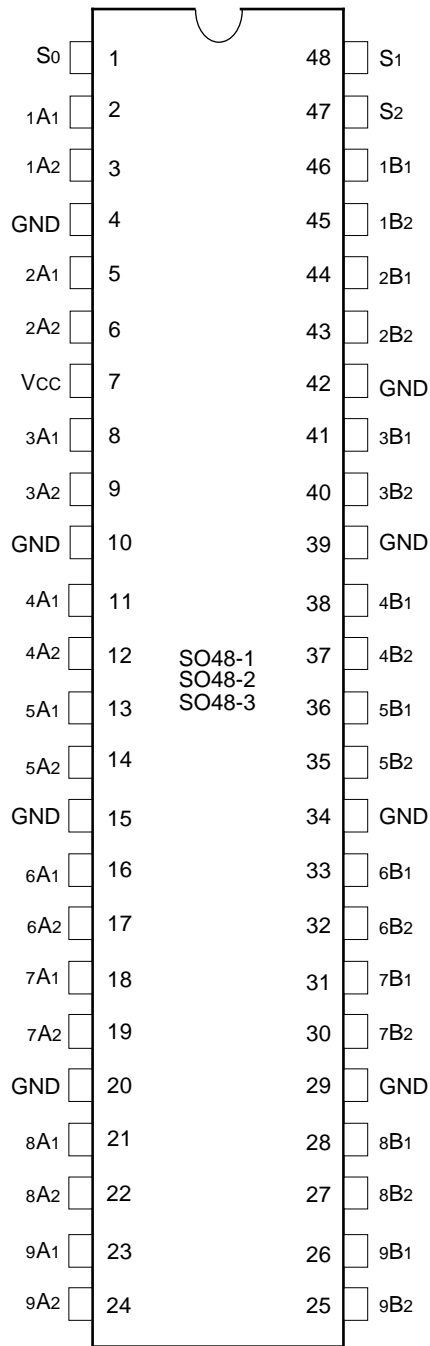 S0 1 48 S1
1A1 2 47 S2
1A2 3 46 1B1
GND 4 45 1B2
2A1 5 44 2B1
2A2 6 43 2B2
VCC 7 42 GND
3A1 8 41 3B1
3A2 9 40 3B2
GND 10 39 GND
4A1 11 38 4B1
4A2 12 SO48-1 37 4B2
SO48-2
5A1 13 SO48-3 36 5B1
5A2 14 35 5B2
GND 15 34 GND
6A1 16 33 6B1
6A2 17 32 6B2
7A1 18 31 7B1
7A2 19 30 7B2
GND 20 29 GND
8A1 21 28 8B1
8A2 22 27 8B2
9A1 23 26 9B1
9A2 24 25 9B2